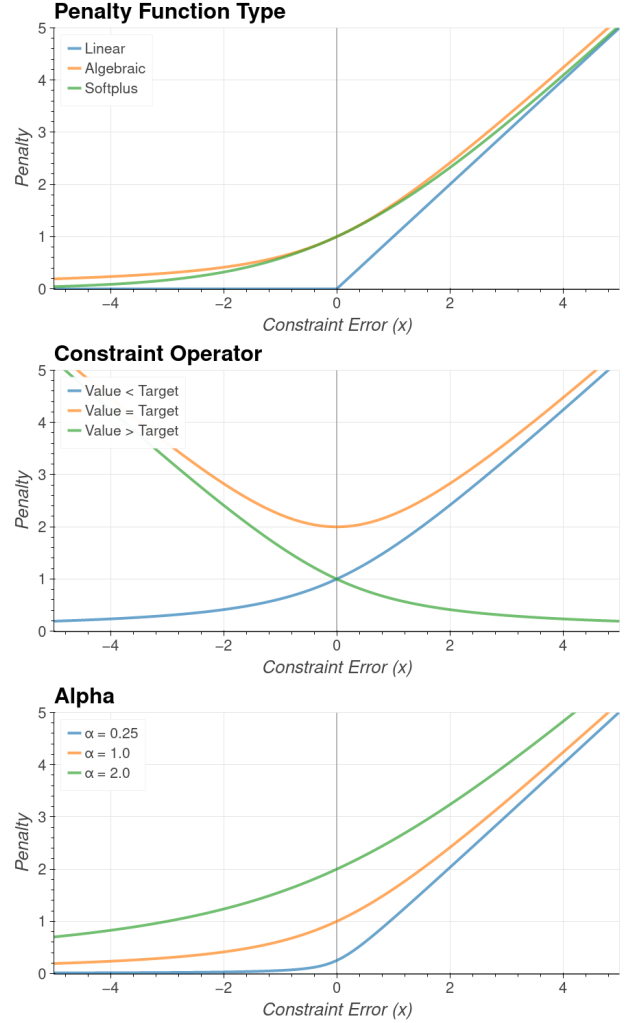 Penalty Function Type
5
Linear
Algebraic
Softplus
4
3
Penalty
2
1
0
−4 −2 0 2 4
Constraint Error (x)
Constraint Operator
5
Value < Target
Value = Target
Value > Target
4
3
Penalty
2
1
0
−4 −2 0 2 4
Constraint Error (x)
Alpha
5
α = 0.25
α = 1.0
α = 2.0
4
3
Penalty
2
1
0
−4 −2 0 2 4
Constraint Error (x)